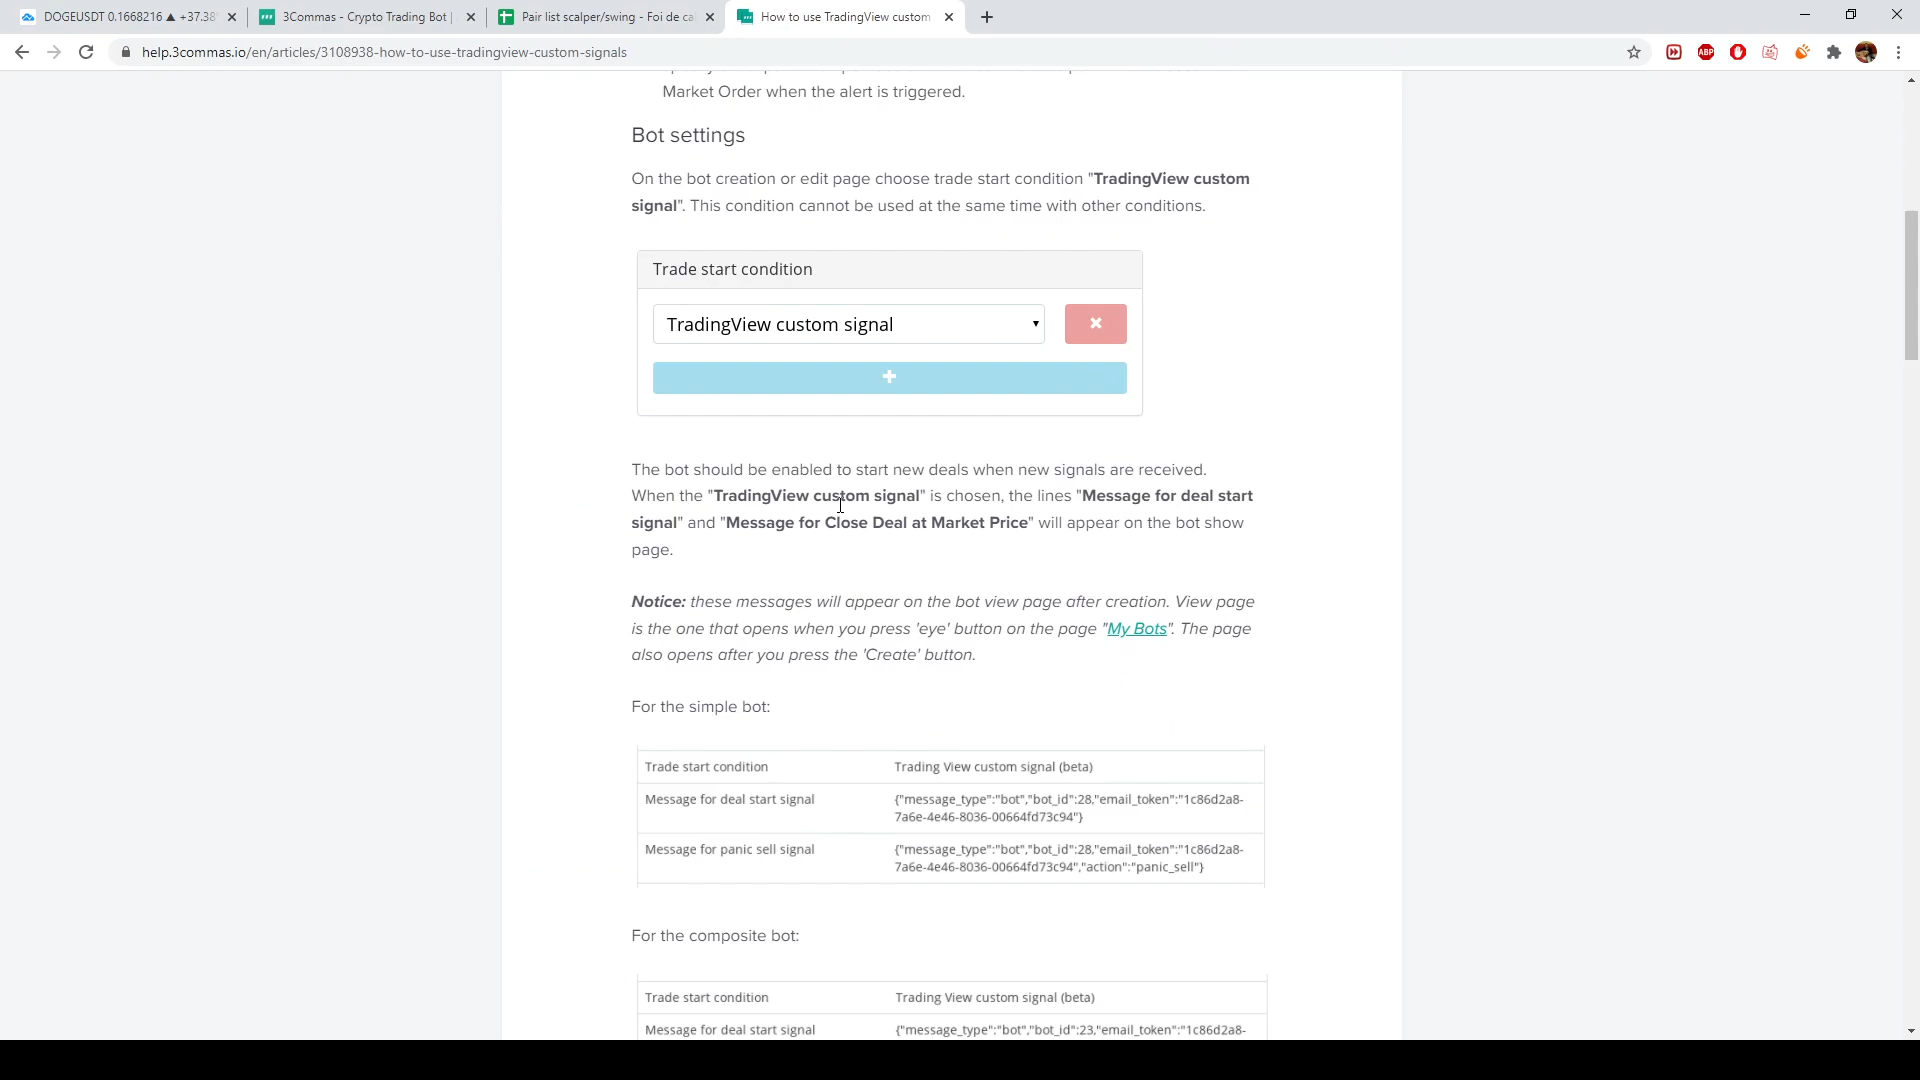 DOGEUSDT 0.1668216 ▲ +37.38
3Commas - Crypto Trading Bot |
Pair list scalper/swing - Foi de cal
How to use TradingView custom
help.3commas.io/en/articles/3108938-how-to-use-tradingview-custom-signals
ABP
Market Order when the alert is triggered.
Bot settings
On the bot creation or edit page choose trade start condition "TradingView custom
signal". This condition cannot be used at the same time with other conditions.
Trade start condition
TradingView custom signal
The bot should be enabled to start new deals when new signals are received.
When the "TradingView custom signal" is chosen, the lines "Message for deal start
signal" and "Message for Close Deal at Market Price" will appear on the bot show
page.
Notice: these messages will appear on the bot view page after creation. View page
is the one that opens when you press 'eye' button on the page "My Bots". The page
also opens after you press the 'Create' button.
For the simple bot:
Trade start condition Trading View custom signal (beta)
Message for deal start signal {"message_type":"bot","bot_id":28,"email_token":"1c86d2a8-
7a6e-4e46-8036-00664fd73c94"}
Message for panic sell signal {"message_type":"bot","bot_id":28,"email_token":"1c86d2a8-
7a6e-4e46-8036-00664fd73c94","action":"panic_sell"}
For the composite bot:
Trade start condition Trading View custom signal (beta)
Message for deal start signal {"message_type":"bot","bot_id":23,"email_token":"1c86d2a8-